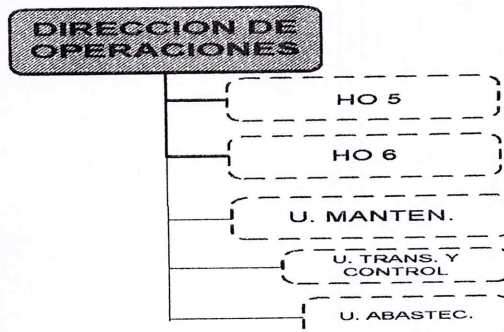 DIRECCION DE
OPERACIONES
HO 5
HO 6
U. MANTEN.
U. TRANS. Y
CONTROL
U. ABASTEC.